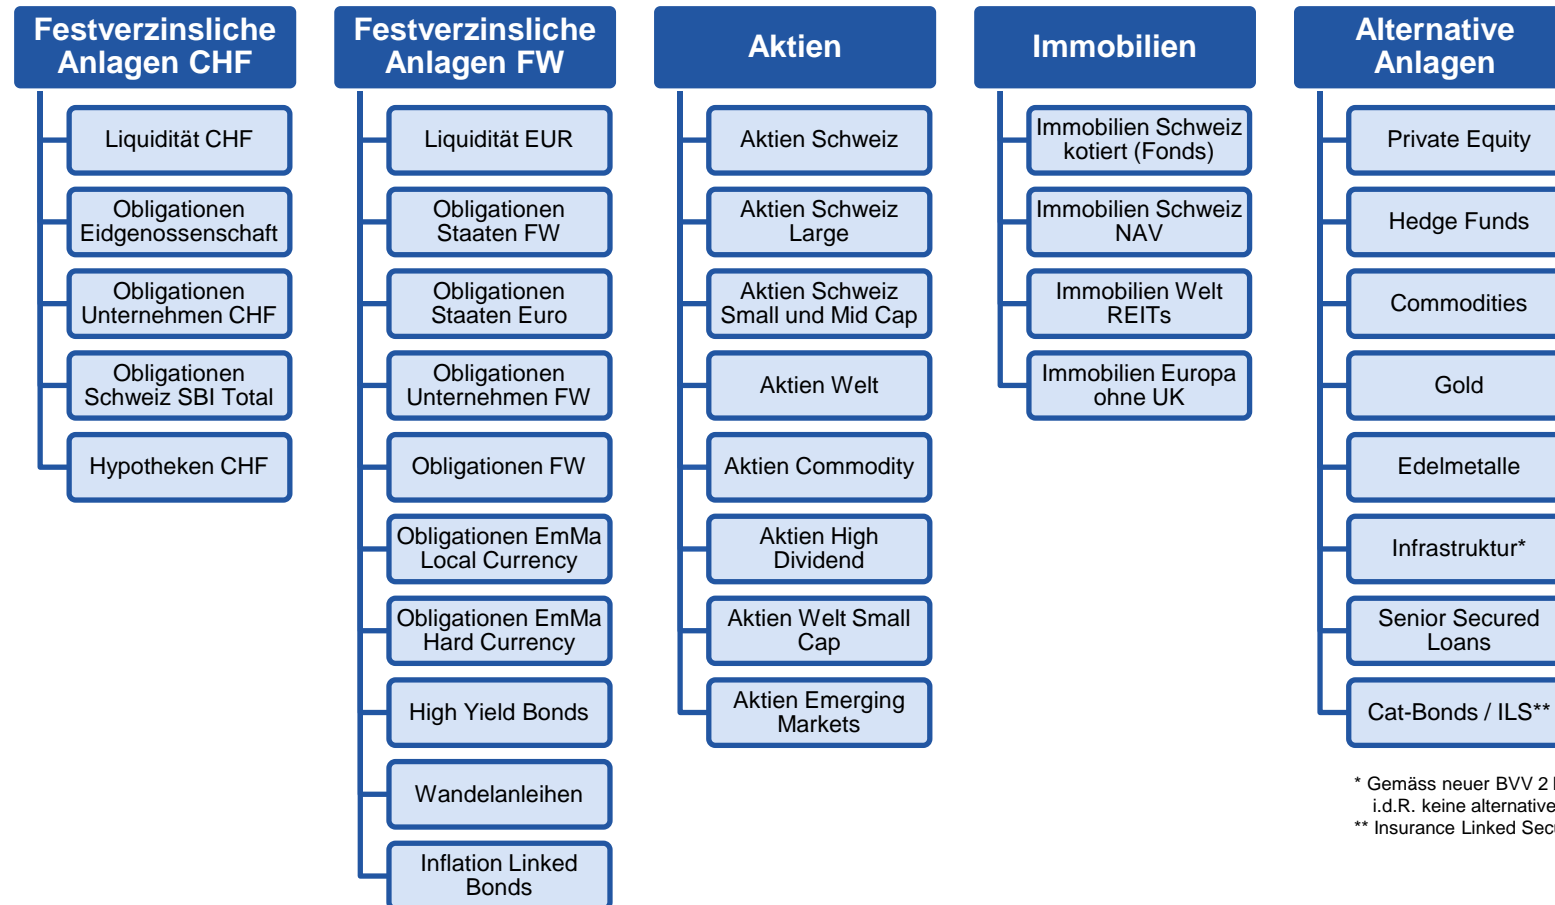 Festverzinsliche
Anlagen CHF
Liquidität CHF
Obligationen
Eidgenossenschaft
Obligationen
Unternehmen CHF
Obligationen
Schweiz SBI Total
Hypotheken CHF
Festverzinsliche
Anlagen FW
Liquidität EUR
Obligationen
Staaten FW
Obligationen
Staaten Euro
Obligationen
Unternehmen FW
Obligationen FW
Obligationen EmMa
Local Currency
Obligationen EmMa
Hard Currency
High Yield Bonds
Wandelanleihen
Inflation Linked
Bonds
Aktien
Aktien Schweiz
Aktien Schweiz
Large
Aktien Schweiz
Small und Mid Cap
Aktien Welt
Aktien Commodity
Aktien High
Dividend
Aktien Welt Small
Cap
Aktien Emerging
Markets
Immobilien
Immobilien Schweiz
kotiert (Fonds)
Immobilien Schweiz
NAV
Immobilien Welt
REITs
Immobilien Europa
ohne UK
Alternative
Anlagen
Private Equity
Hedge Funds
Commodities
Gold
Edelmetalle
Infrastruktur*
Senior Secured
Loans
Cat-Bonds / ILS**
* Gemäss neuer BVV 2
i.d.R. keine alternative
** Insurance Linked